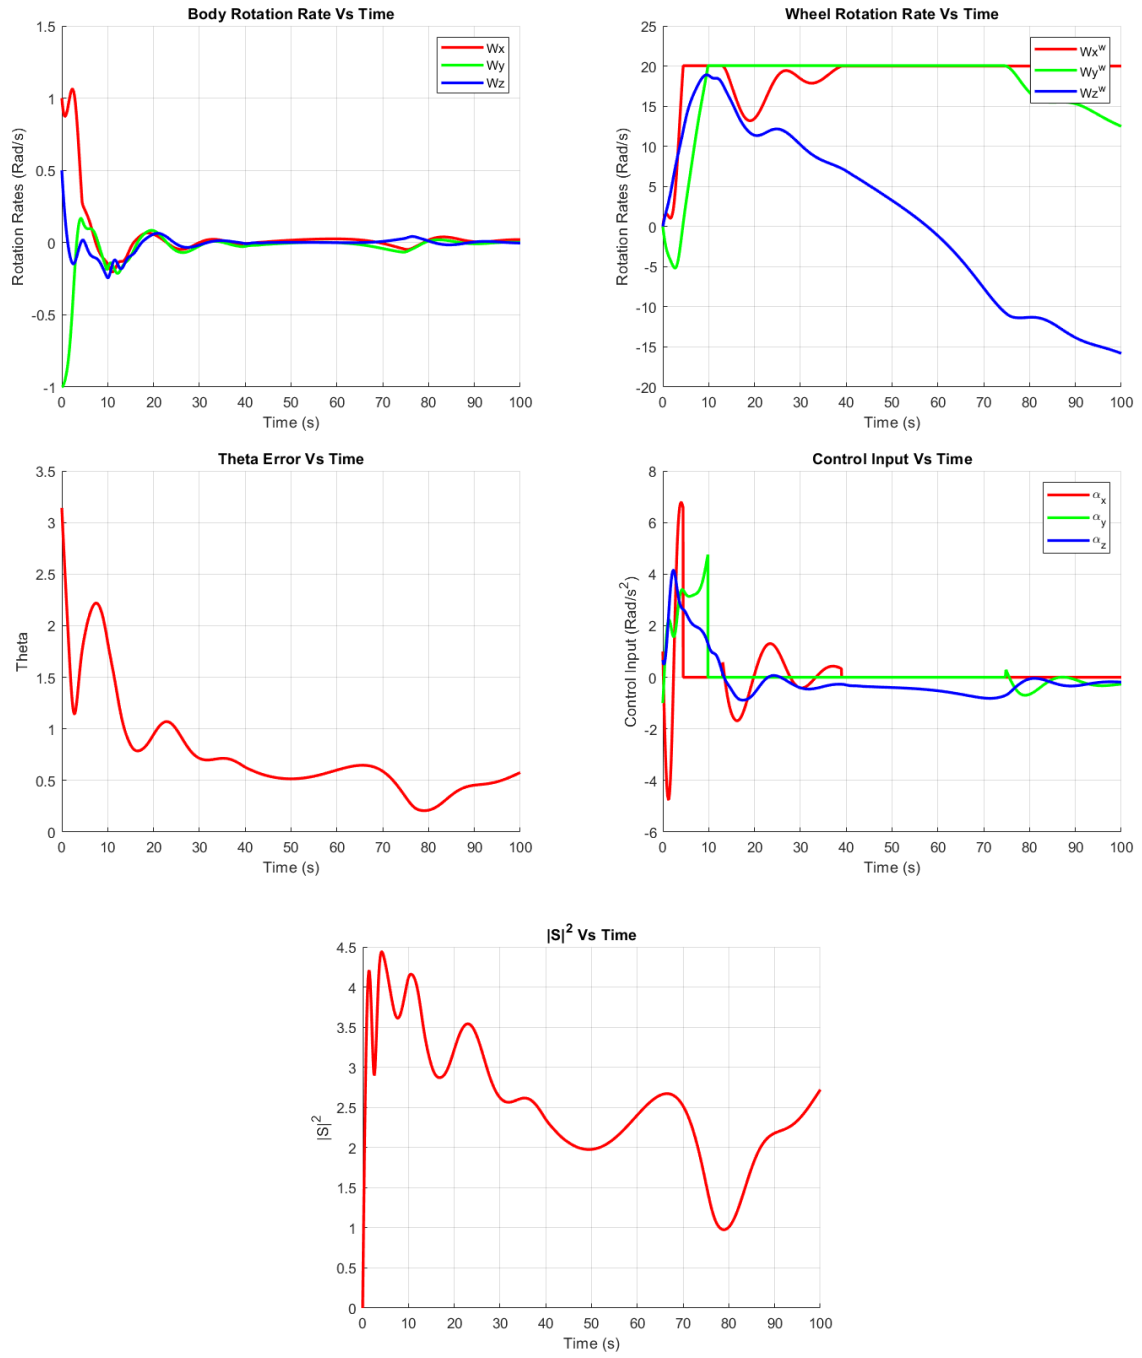 Body Rotation Rate Vs Time
1.5
1
0.5
0
-0.5
-1
Rotation Rates (Rad/s)
Wx
Wy
Wz
0 10 20 30 40 50 60 70 80 90 100
Time (s)
Wheel Rotation Rate Vs Time
25
20
15
10
5
0
-5
-10
-15
-20
Rotation Rates (Rad/s)
Wx^w
Wy^w
Wz^w
0 10 20 30 40 50 60 70 80 90 100
Time (s)
Theta Error Vs Time
3.5
3
2.5
2
1.5
1
0.5
0
Theta
0 10 20 30 40 50 60 70 80 90 100
Time (s)
Control Input Vs Time
8
6
4
2
0
-2
-4
-6
Control Input (Rad/s^2)
α_x
α_y
α_z
0 10 20 30 40 50 60 70 80 90 100
Time (s)
|S|^2 Vs Time
4.5
4
3.5
3
2.5
2
1.5
1
0.5
0
|S|^2
0 10 20 30 40 50 60 70 80 90 100
Time (s)